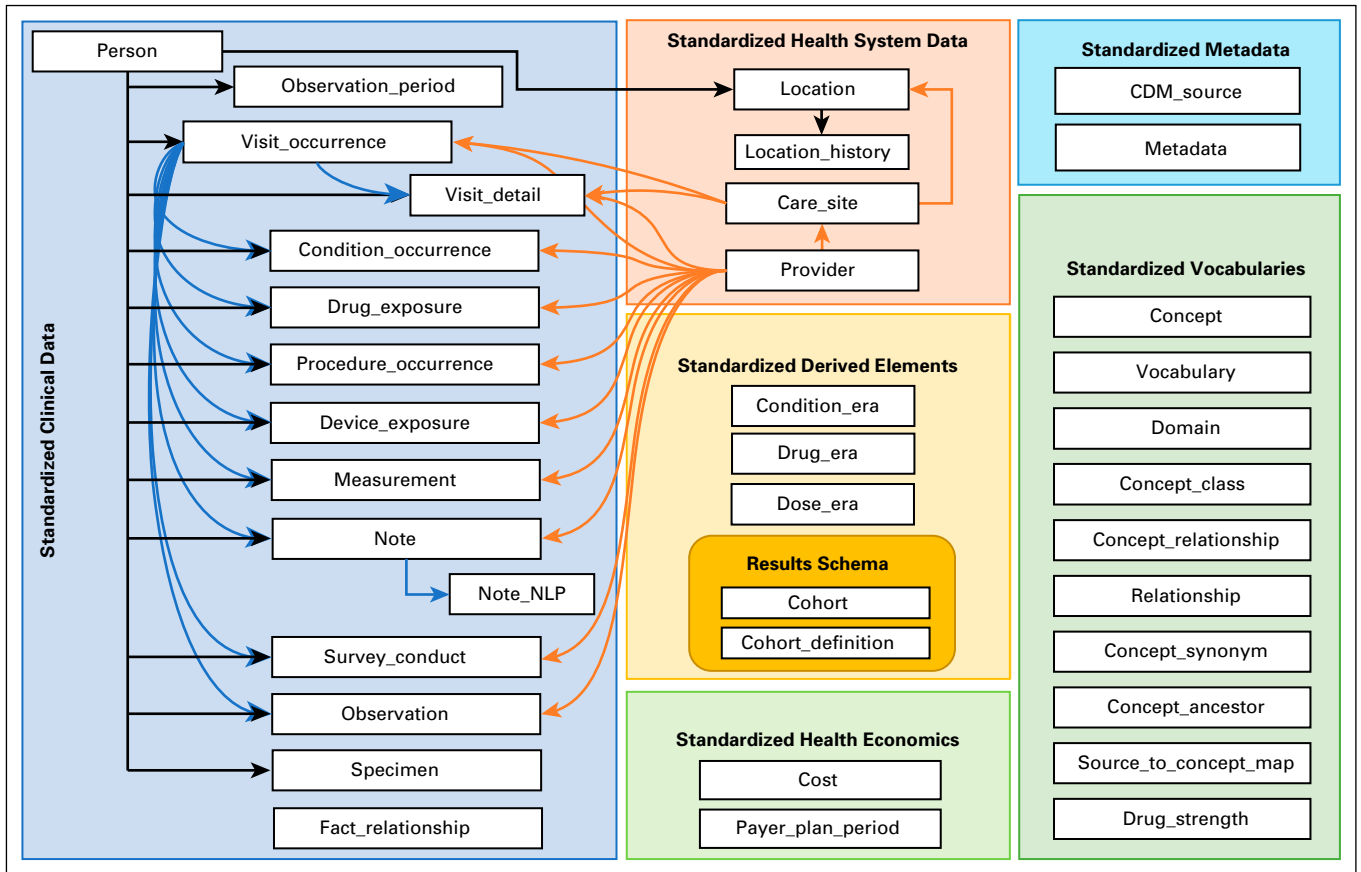 Standardized Clinical Data
Person
Observation_period
Visit_occurrence
Visit_detail
Condition_occurrence
Drug_exposure
Procedure_occurrence
Device_exposure
Measurement
Note
Note_NLP
Survey_conduct
Observation
Specimen
Fact_relationship
Standardized Health System Data
Location
Location_history
Care_site
Provider
Standardized Derived Elements
Condition_era
Drug_era
Dose_era
Results Schema
Cohort
Cohort_definition
Standardized Health Economics
Cost
Payer_plan_period
Standardized Metadata
CDM_source
Metadata
Standardized Vocabularies
Concept
Vocabulary
Domain
Concept_class
Concept_relationship
Relationship
Concept_synonym
Concept_ancestor
Source_to_concept_map
Drug_strength